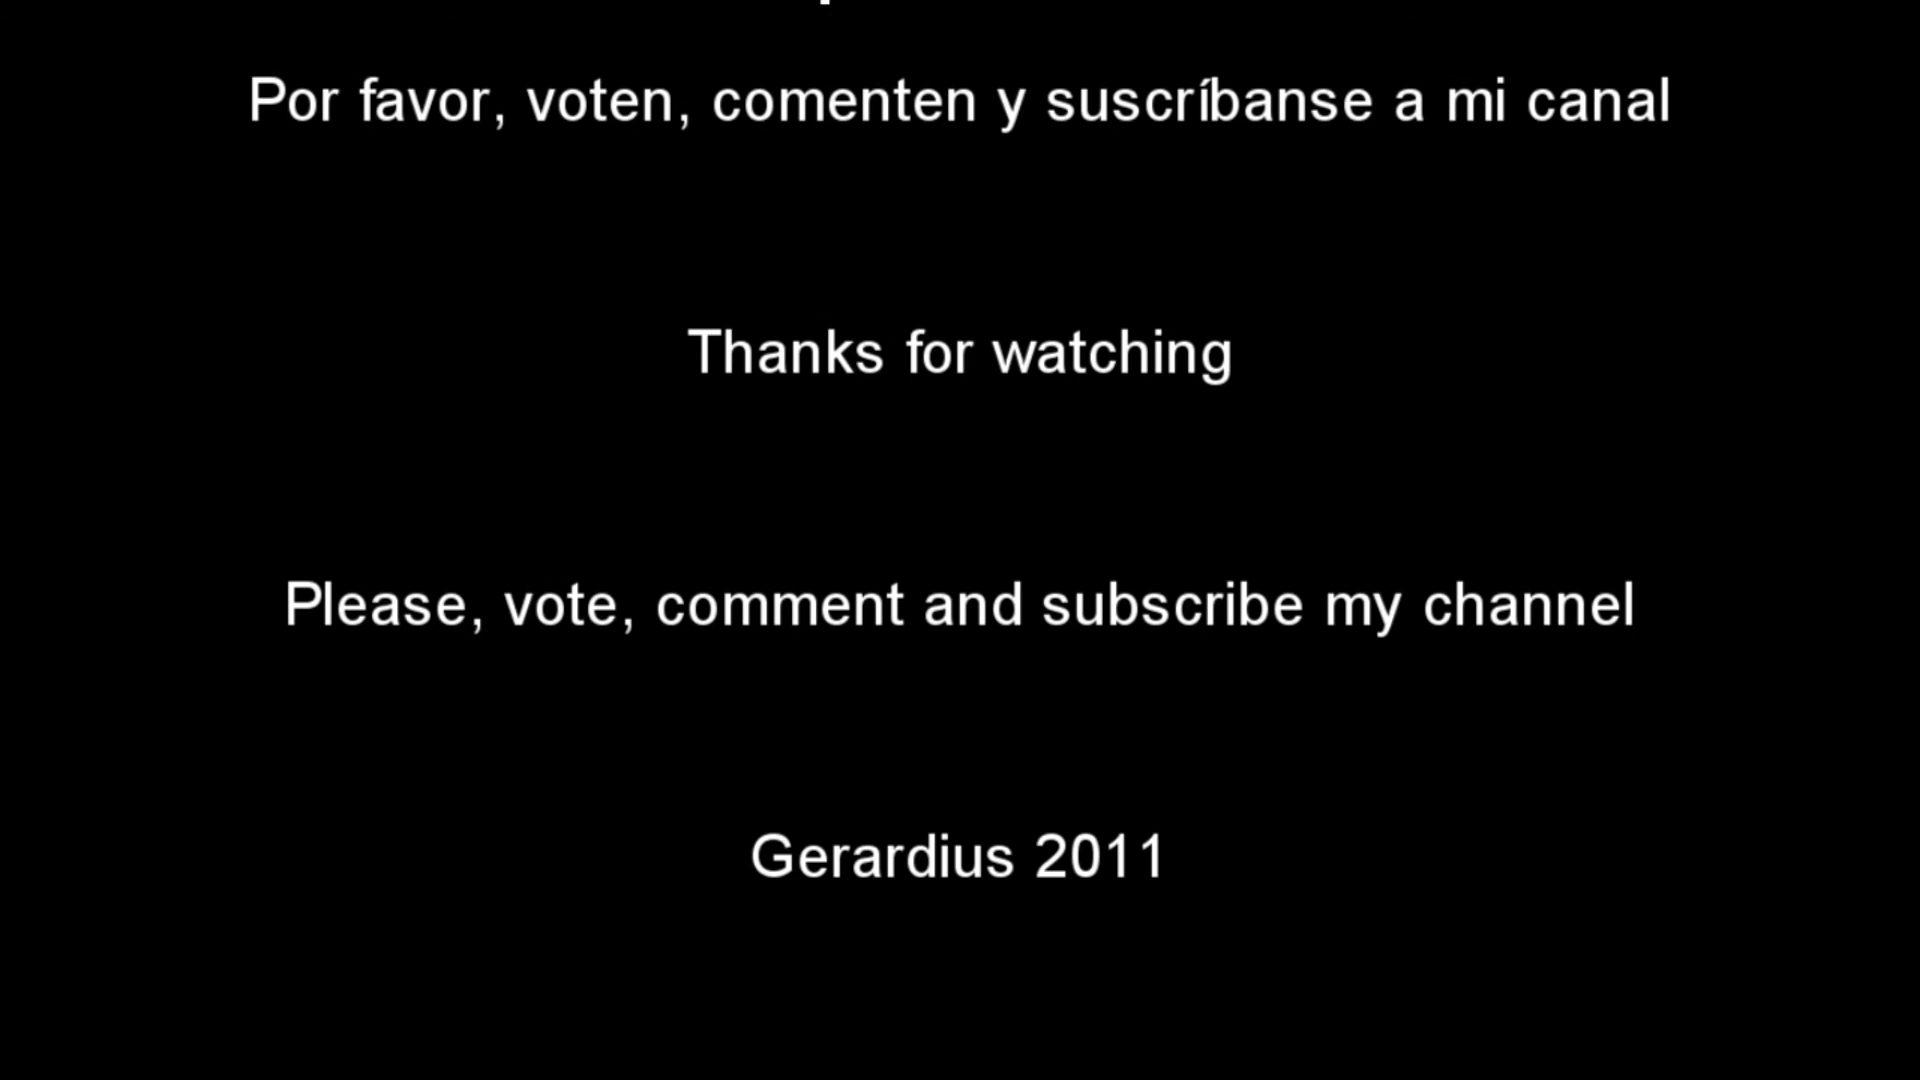 Por favor, voten, comenten y suscríbanse a mi canal
Thanks for watching
Please, vote, comment and subscribe my channel
Gerardius 2011